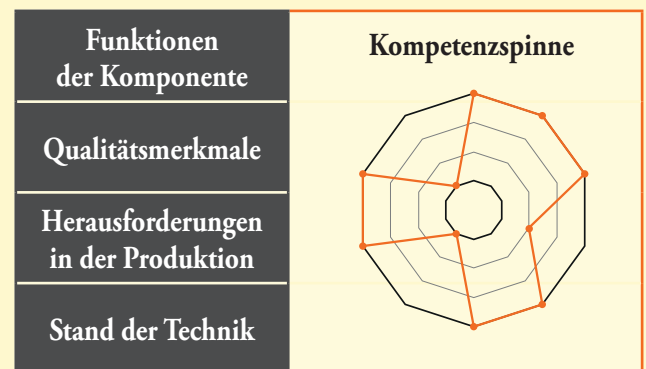 Funktionen
der Komponente
Qualitätsmerkmale
Herausforderungen
in der Produktion
Stand der Technik
Kompetenzspinne